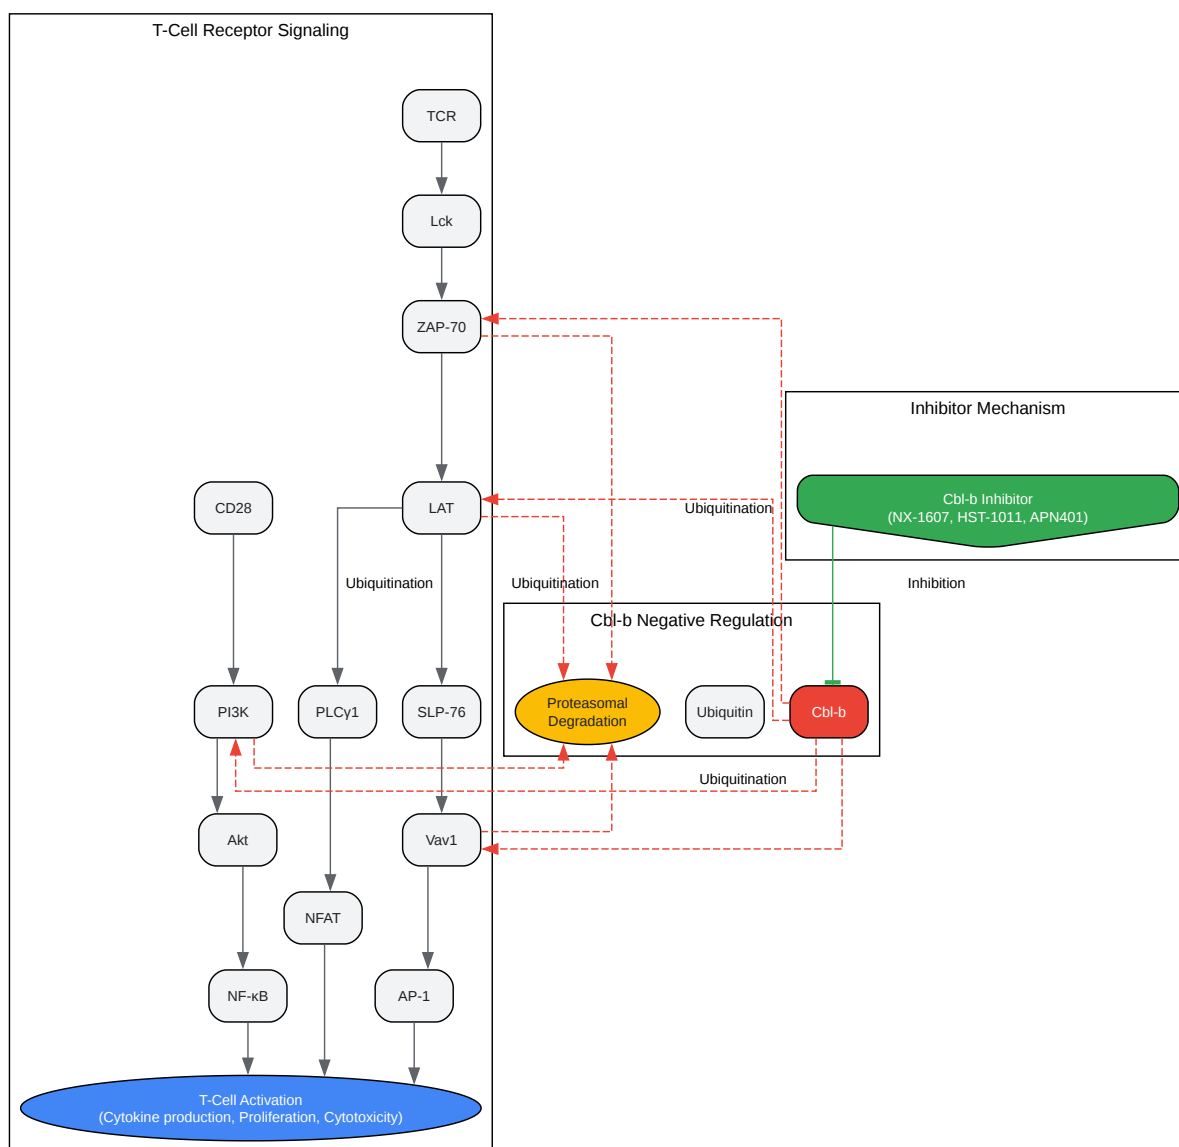 T-Cell Receptor Signaling
TCR
Lck
ZAP-70
Inhibitor Mechanism
CD28
LAT
Ubiquitination
Cbl-b Inhibitor
(NX-1607, HST-1011, APN401)
Ubiquitination
Ubiquitination
Inhibition
Cbl-b Negative Regulation
PI3K
PLCγ1
SLP-76
Proteasomal
Degradation
Ubiquitin
Cbl-b
Ubiquitination
Akt
Vav1
NFAT
NF-κB
AP-1
T-Cell Activation
(Cytokine production, Proliferation, Cytotoxicity)